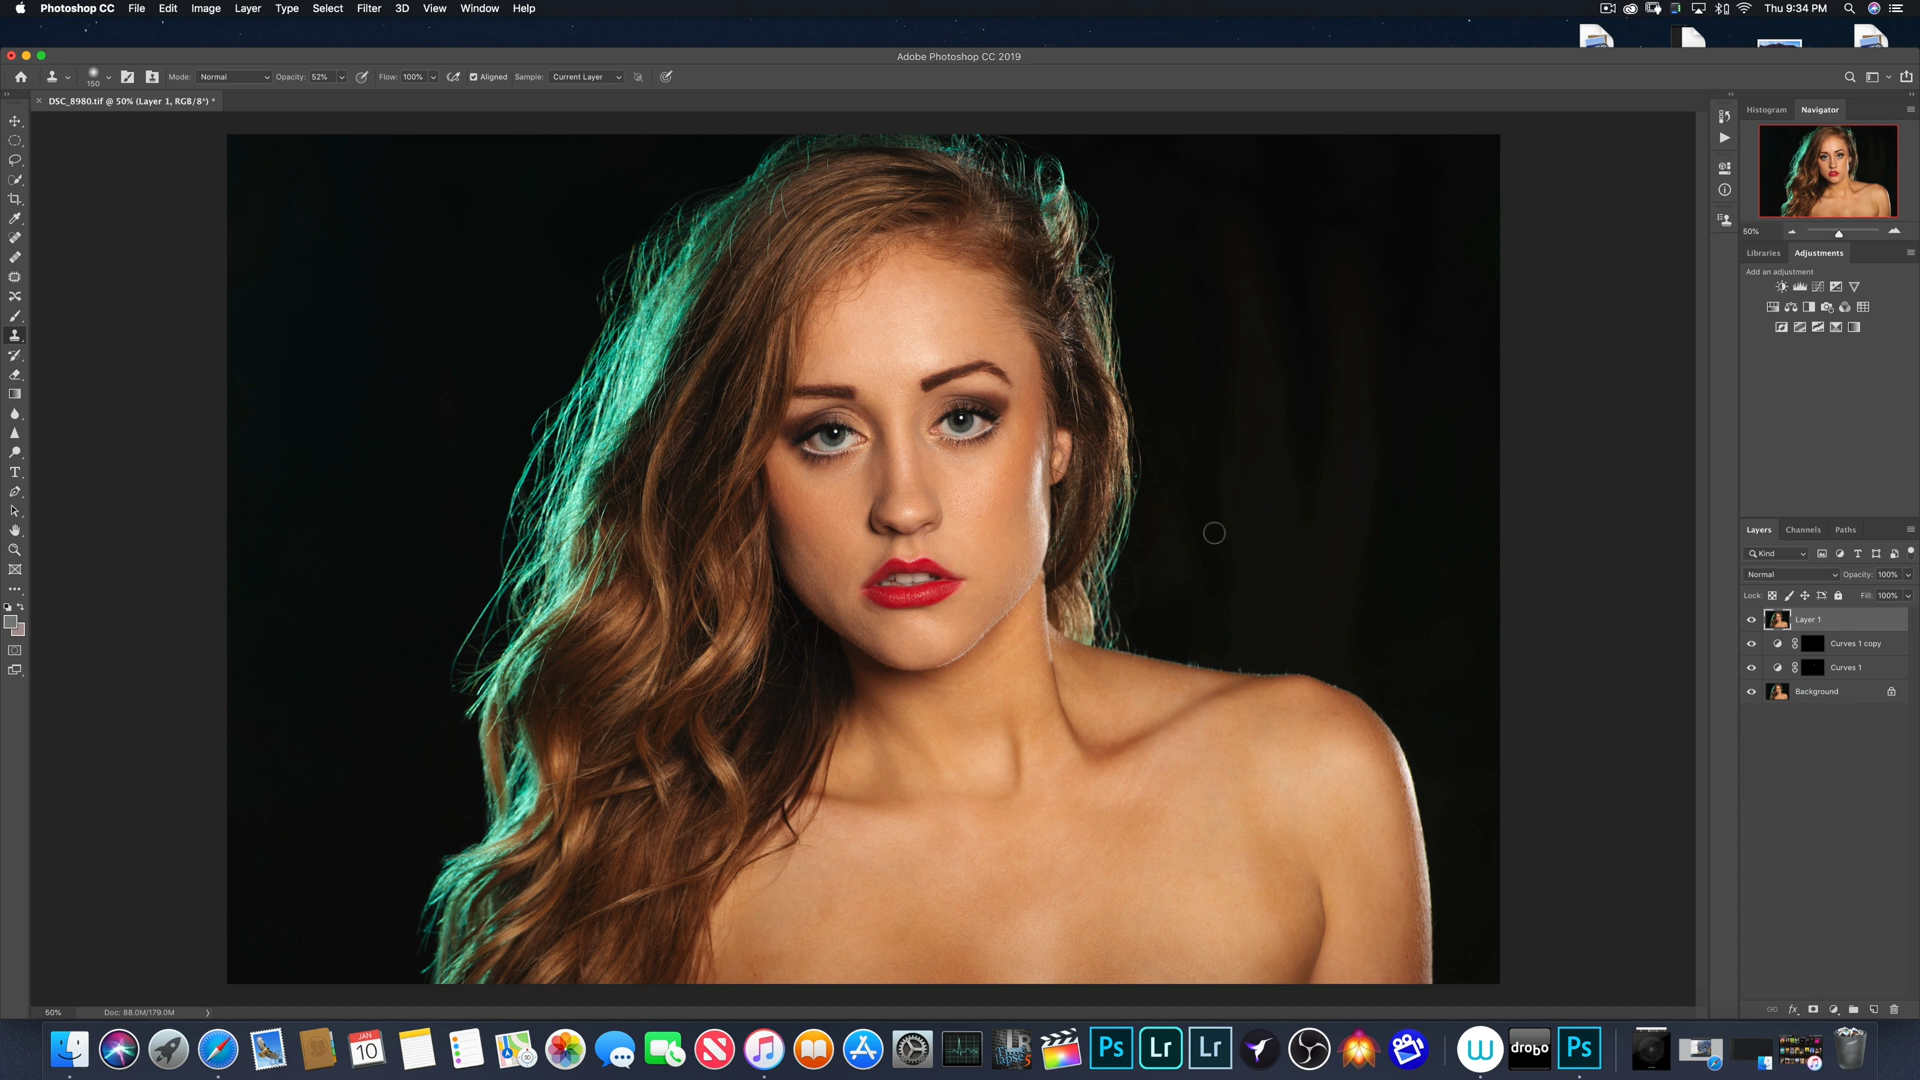 Photoshop CC File Edit Image Layer Type Select Filter 3D View Window Help Thu 9:34 PM
Adobe Photoshop CC 2019
150 Mode: Normal Opacity: 52% Flow: 100% Aligned Sample: Current Layer
DSC_8980.tif @ 50% (Layer 1, RGB/8*) *
Histogram Navigator
50%
Libraries Adjustments
Add an adjustment
Layers Channels Paths
Kind
Normal Opacity: 100%
Lock: Fill: 100%
Layer 1
Curves 1 copy
Curves 1
Background
50% Doc: 88.0M/179.0M
JAN
10
Ps Lr Lr drobo Ps